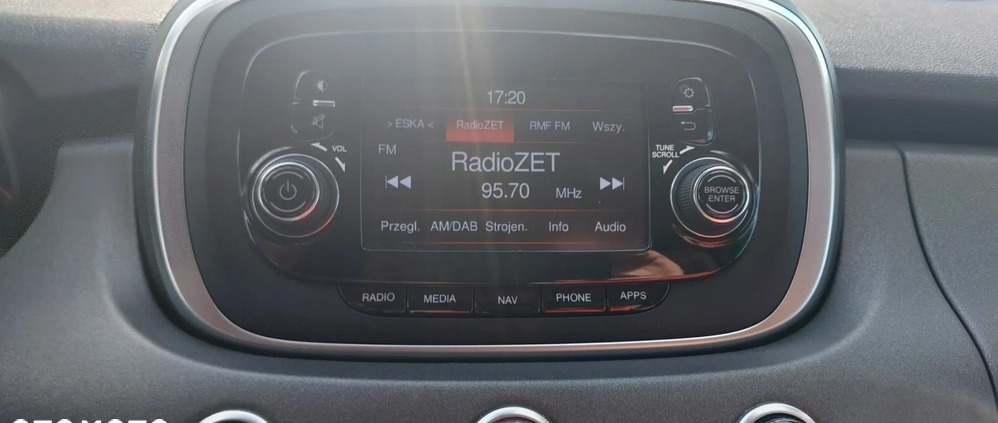 17:20
> ESKA < RadioZET RMF FM Wszy.
FM
RadioZET
95.70 MHz
Przegl. AM/DAB Strojen. Info Audio
VOL
TUNE
SCROLL
BROWSE
ENTER
RADIO MEDIA NAV PHONE APPS
OTOMOTO